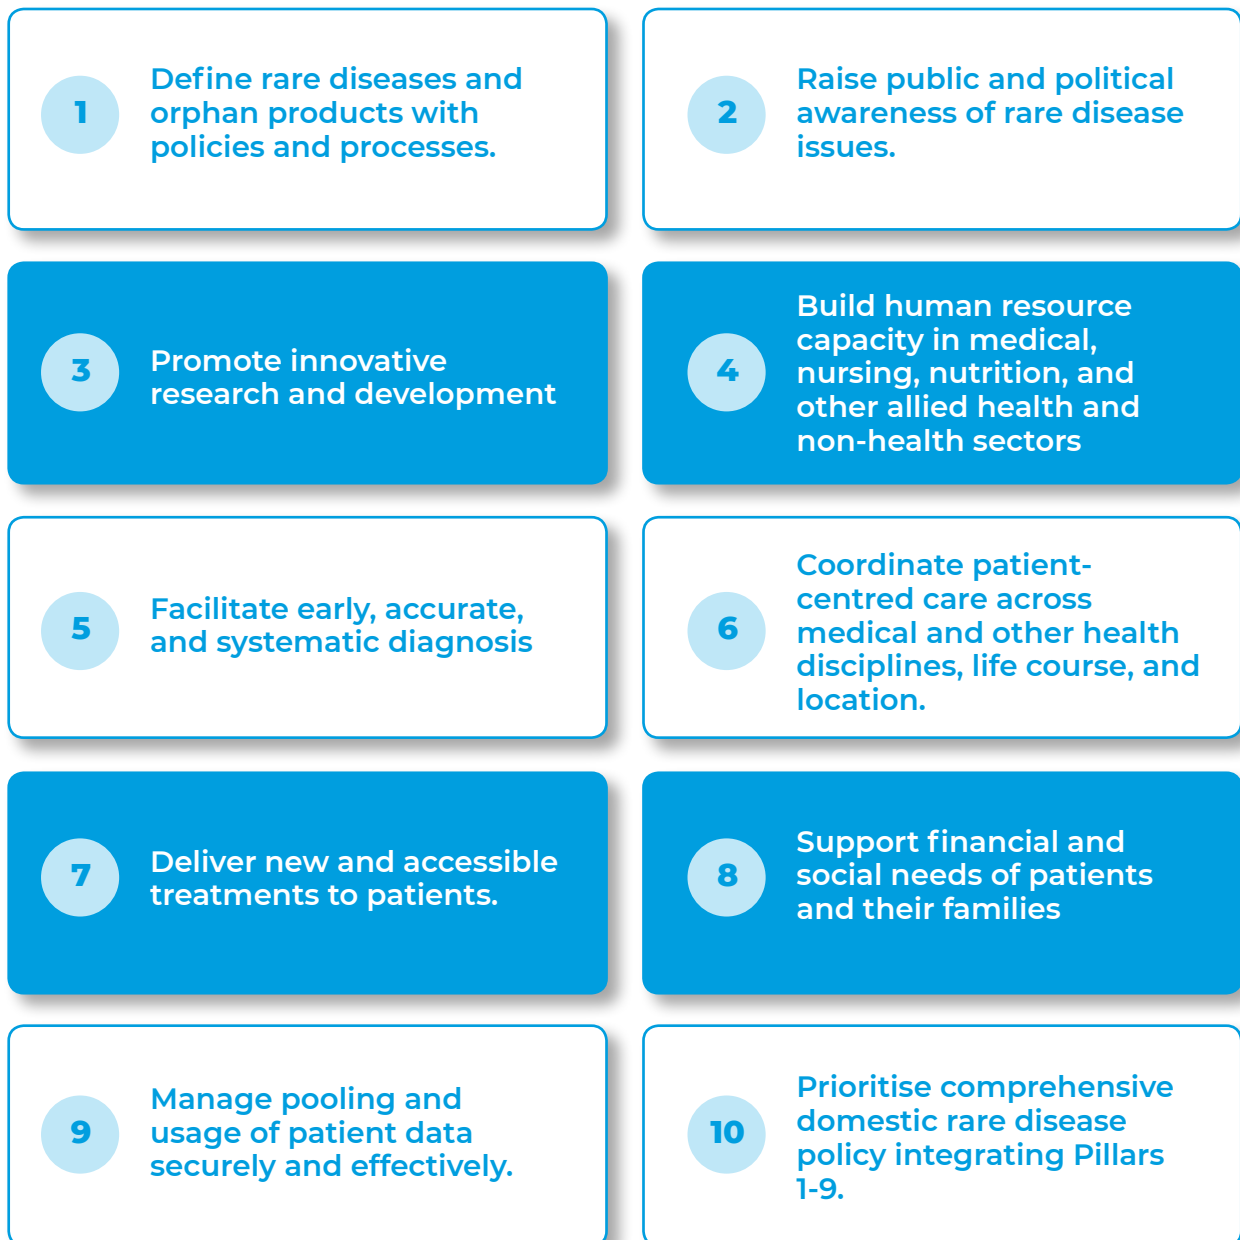 1
Define rare diseases and
orphan products with
policies and processes.
2
Raise public and political
awareness of rare disease
issues.
3
Promote innovative
research and development
4
Build human resource
capacity in medical,
nursing, nutrition, and
other allied health and
non-health sectors
5
Facilitate early, accurate,
and systematic diagnosis
6
Coordinate patient-
centred care across
medical and other health
disciplines, life course, and
location.
7
Deliver new and accessible
treatments to patients.
8
Support financial and
social needs of patients
and their families
9
Manage pooling and
usage of patient data
securely and effectively.
10
Prioritise comprehensive
domestic rare disease
policy integrating Pillars
1-9.